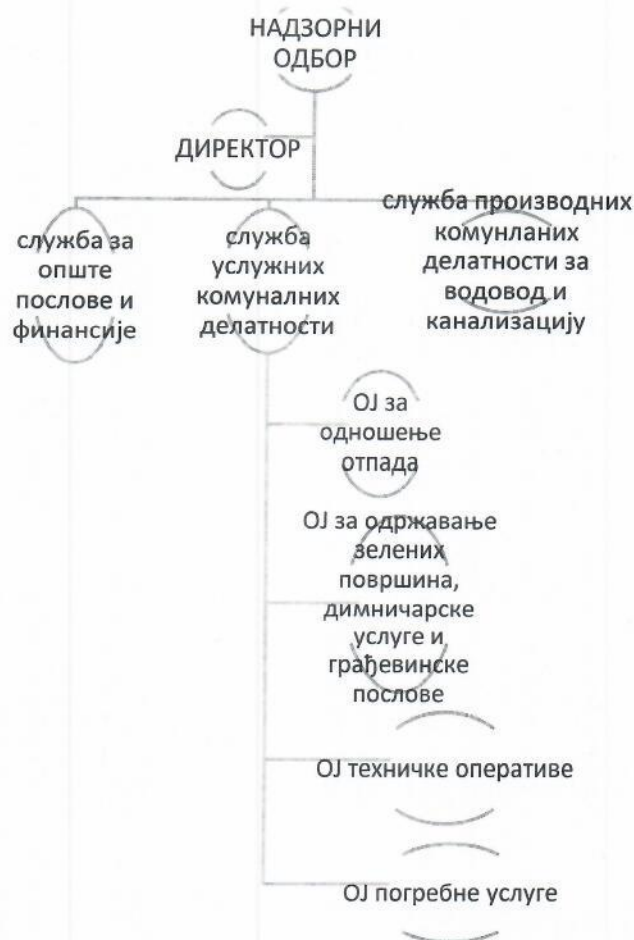 НАДЗОРНИ
ОДБОР
ДИРЕКТОР
служба за
опште
послове и
финансије
служба
услужних
комуналних
делатности
служба производних
комунланих
делатности за
водовод и
канализацију
ОЈ за
одношење
отпада
ОЈ за одржавање
зелених
површина,
димничарске
услуге и
грађевинске
послове
ОЈ техничке оперативе
ОЈ погребне услуге